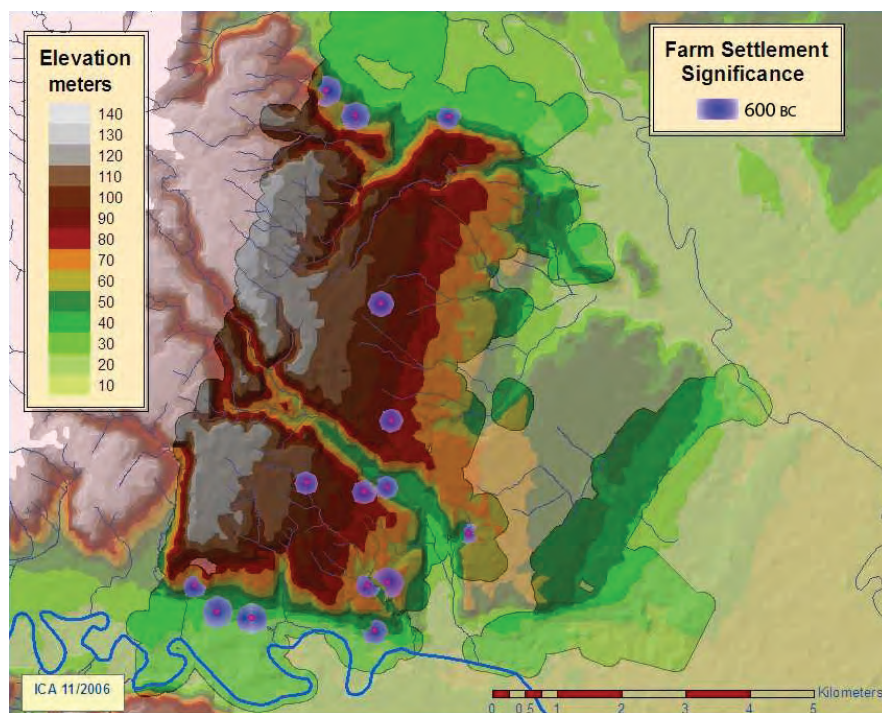 Elevation
meters
140
130
120
110
100
90
80
70
60
50
40
30
20
10
Farm Settlement
Significance
600 BC
ICA 11/2006
Kilometers
0 0.5 1 2 3 4 5